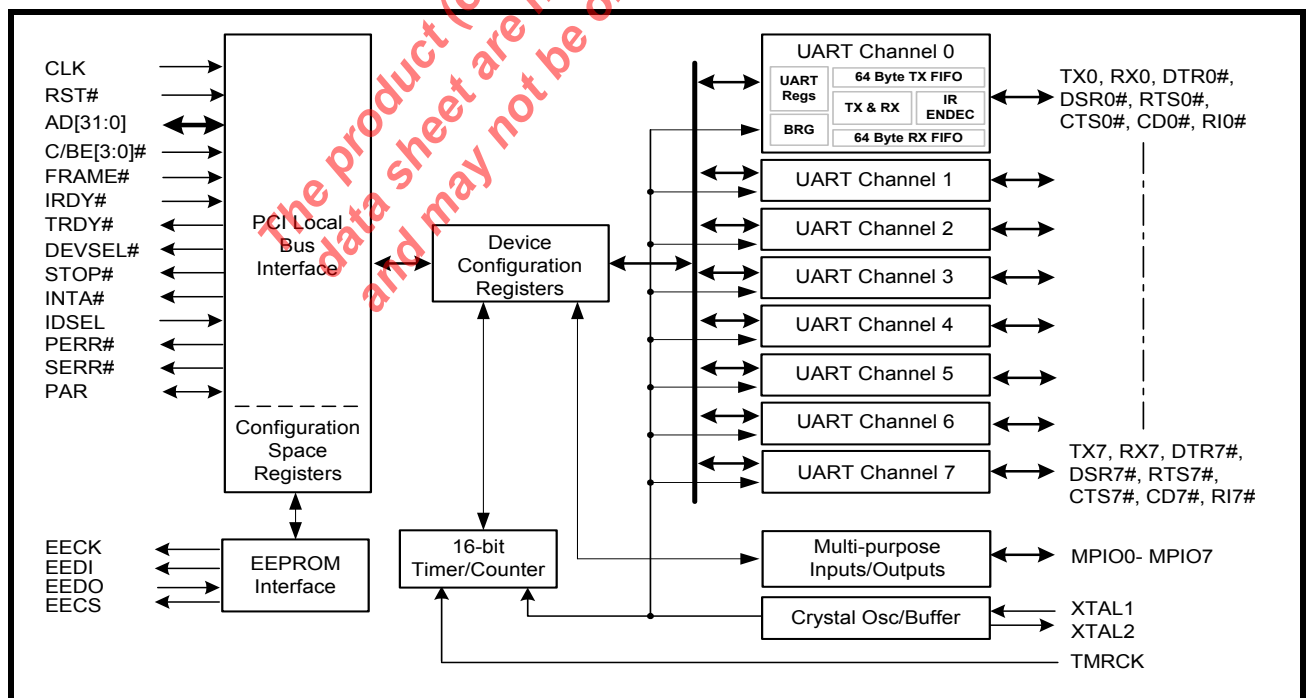 The product (
data sheet are
and may not be o
CLK
RST#
AD[31:0]
C/BE[3:0]#
FRAME#
IRDY#
TRDY#
DEVSEL#
STOP#
INTA#
IDSEL
PERR#
SERR#
PAR
PCI Local
Bus
Interface
Configuration
Space
Registers
EECK
EEDI
EEDO
EECS
EEPROM
Interface
Device
Configuration
Registers
16-bit
Timer/Counter
UART Channel 0
UART
Regs
64 Byte TX FIFO
TX & RX
IR
ENDEC
BRG
64 Byte RX FIFO
UART Channel 1
UART Channel 2
UART Channel 3
UART Channel 4
UART Channel 5
UART Channel 6
UART Channel 7
Multi-purpose
Inputs/Outputs
Crystal Osc/Buffer
TX0, RX0, DTR0#,
DSR0#, RTS0#,
CTS0#, CD0#, RI0#
TX7, RX7, DTR7#,
DSR7#, RTS7#,
CTS7#, CD7#, RI7#
MPIO0- MPIO7
XTAL1
XTAL2
TMRCK